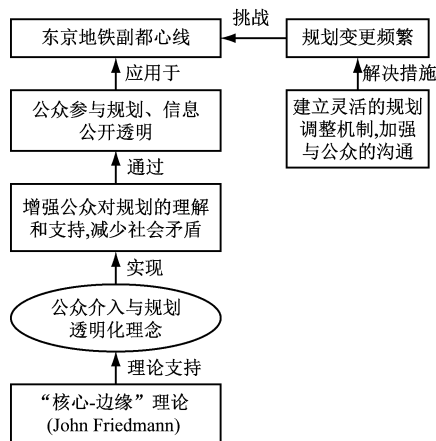 挑战
东京地铁副都心线
规划变更频繁
应用于
解决措施
公众参与规划、信息
公开透明
建立灵活的规划
调整机制,加强
与公众的沟通
通过
增强公众对规划的理解
和支持,减少社会矛盾
实现
公众介入与规划
透明化理念
理论支持
“核心-边缘”理论
(John Friedmann)